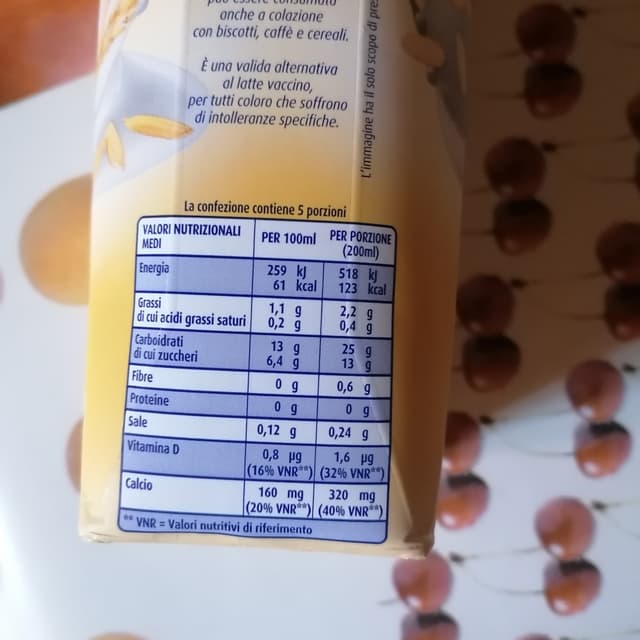 può essere consumata
anche a colazione
con biscotti, caffè e cereali.
È una valida alternativa
al latte vaccino,
per tutti coloro che soffrono
di intolleranze specifiche.
L'immagine ha il solo scopo di
La confezione contiene 5 porzioni
VALORI NUTRIZIONALI MEDI PER 100ml PER PORZIONE (200ml)
Energia 259 kJ 518 kJ
61 kcal 123 kcal
Grassi 1,1 g 2,2 g
di cui acidi grassi saturi 0,2 g 0,4 g
Carboidrati 13 g 25 g
di cui zuccheri 6,4 g 13 g
Fibre 0 g 0,6 g
Proteine 0 g 0 g
Sale 0,12 g 0,24 g
Vitamina D 0,8 µg 1,6 µg
(16% VNR**) (32% VNR**)
Calcio 160 mg 320 mg
(20% VNR**) (40% VNR**)
** VNR = Valori nutritivi di riferimento